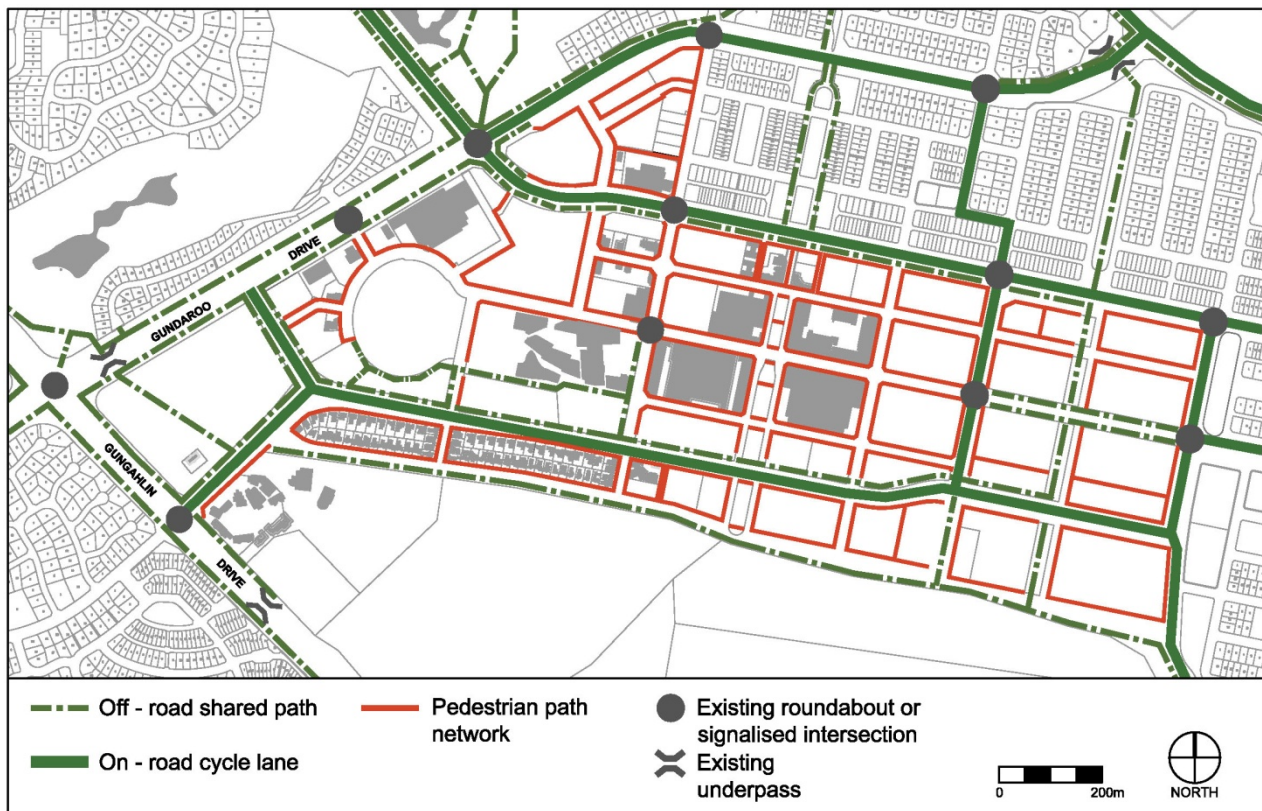 GUNDAROO
DRIVE
GUNGAHLIN
DRIVE
Off - road shared path
On - road cycle lane
Pedestrian path
network
Existing roundabout or
signalised intersection
Existing
underpass
0 200m
NORTH